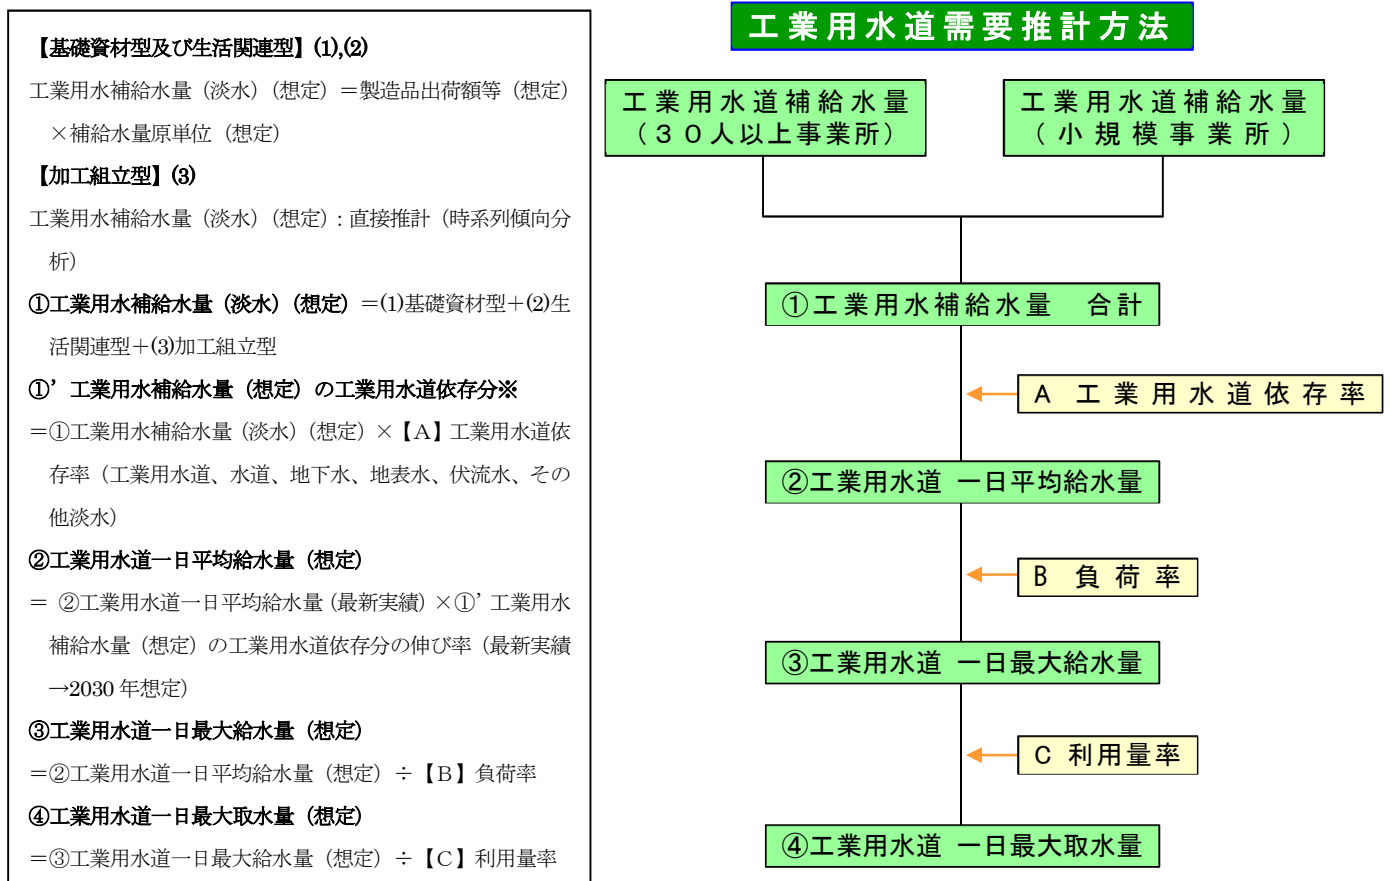 【基礎資材型及び生活関連型】(1),(2)
工業用水補給水量（淡水）（想定）＝製造品出荷額等（想定）
×補給水量原単位（想定）
【加工組立型】(3)
工業用水補給水量（淡水）（想定）：直接推計（時系列傾向分
析）
①工業用水補給水量（淡水）（想定）＝(1)基礎資材型＋(2)生
活関連型＋(3)加工組立型
①’工業用水補給水量（想定）の工業用水道依存分※
＝①工業用水補給水量（淡水）（想定）×【A】工業用水道依
存率（工業用水道、水道、地下水、地表水、伏流水、その
他淡水）
②工業用水道一日平均給水量（想定）
＝ ②工業用水道一日平均給水量（最新実績）×①’工業用水
補給水量（想定）の工業用水道依存分の伸び率（最新実績
→2030年想定）
③工業用水道一日最大給水量（想定）
＝②工業用水道一日平均給水量（想定）÷【B】負荷率
④工業用水道一日最大取水量（想定）
＝③工業用水道一日最大給水量（想定）÷【C】利用量率
工業用水道需要推計方法
工業用水道補給水量
（３０人以上事業所）
工業用水道補給水量
（小規模事業所）
①工業用水補給水量　合計
A 工業用水道依存率
②工業用水道 一日平均給水量
B 負荷率
③工業用水道 一日最大給水量
C 利用量率
④工業用水道 一日最大取水量